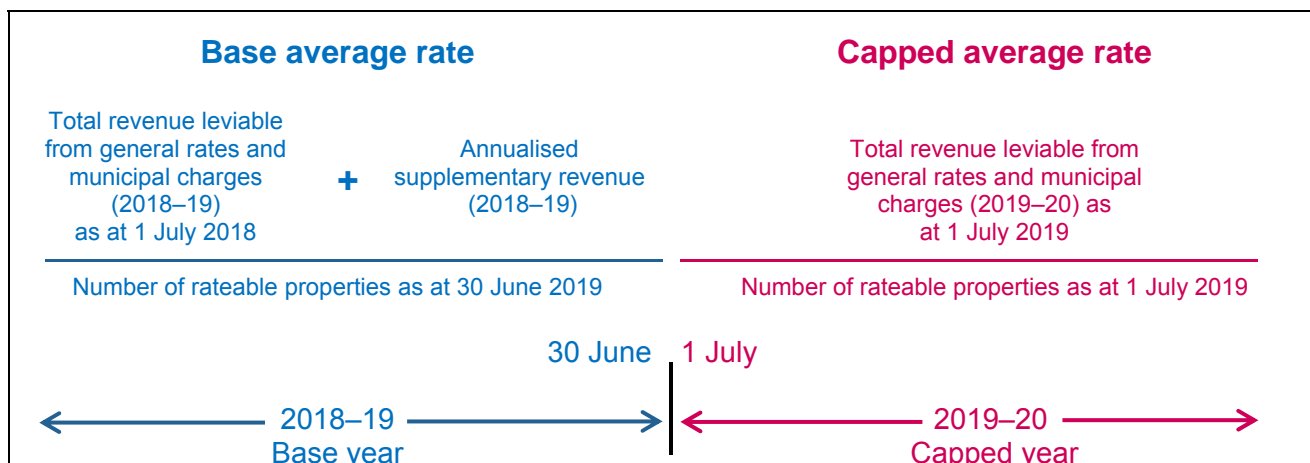 Base average rate
Total revenue leviable
from general rates and
municipal charges
(2018–19)
as at 1 July 2018
+
Annualised
supplementary revenue
(2018–19)
Number of rateable properties as at 30 June 2019
Capped average rate
Total revenue leviable from
general rates and municipal
charges (2019–20) as
at 1 July 2019
Number of rateable properties as at 1 July 2019
30 June
1 July
2018–19
Base year
2019–20
Capped year